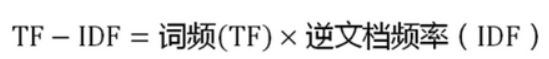 TF − IDF = 词频(TF) × 逆文档频率（IDF）